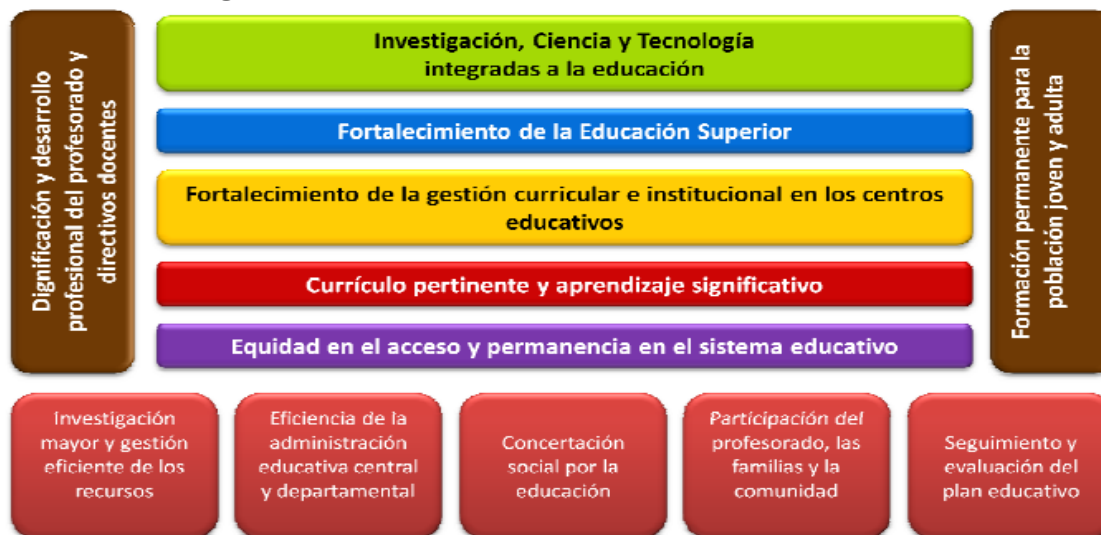 Dignificación y desarrollo
profesional del profesorado y
directivos docentes
Investigación, Ciencia y Tecnología
integradas a la educación
Fortalecimiento de la Educación Superior
Fortalecimiento de la gestión curricular e institucional en los centros
educativos
Currículo pertinente y aprendizaje significativo
Equidad en el acceso y permanencia en el sistema educativo
Formación permanente para la
población joven y adulta
Investigación
mayor y gestión
eficiente de los
recursos
Eficiencia de la
administración
educativa central
y departamental
Concertación
social por la
educación
Participación del
profesorado, las
familias y la
comunidad
Seguimiento y
evaluación del
plan educativo